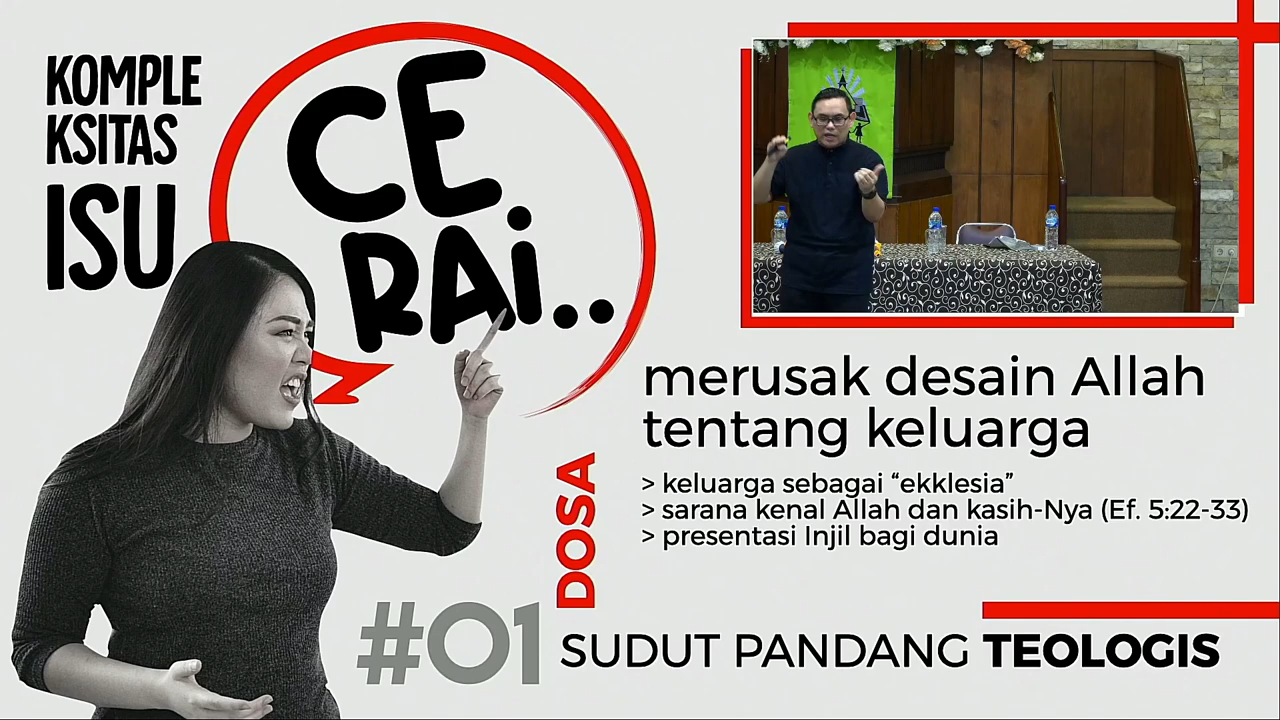 KOMPLE
KSITAS
ISU
CE
RAi..
merusak desain Allah
tentang keluarga
> keluarga sebagai “ekklesia”
> sarana kenal Allah dan kasih-Nya (Ef. 5:22-33)
> presentasi Injil bagi dunia
DOSA
#01
SUDUT PANDANG TEOLOGIS